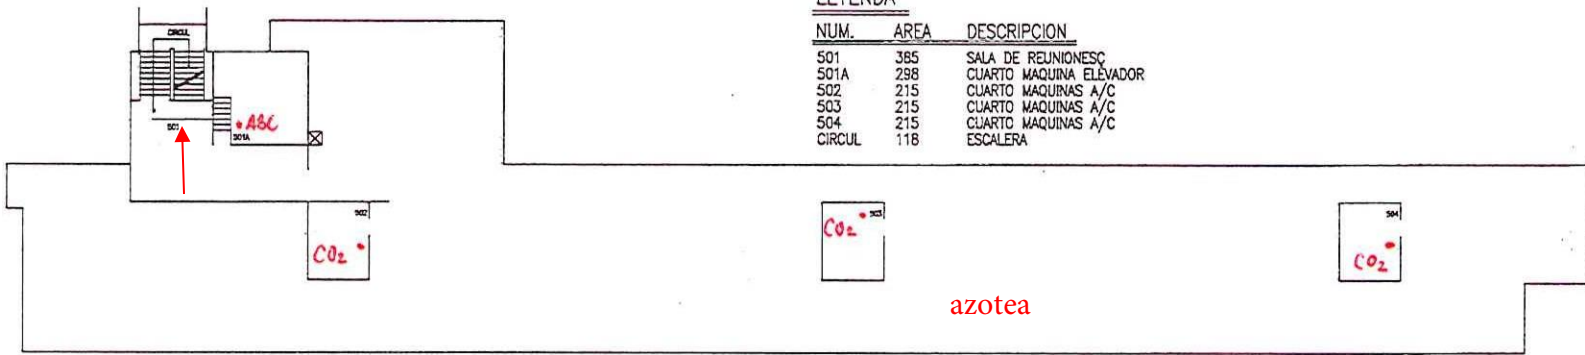 LEYENDA
NUM. AREA DESCRIPCION
501 385 SALA DE REUNIONESÇ
501A 298 CUARTO MAQUINA ELEVADOR
502 215 CUARTO MAQUINAS A/C
503 215 CUARTO MAQUINAS A/C
504 215 CUARTO MAQUINAS A/C
CIRCUL 118 ESCALERA
CIRCUL
501
ABC
501A
502
CO2
503
CO2
504
CO2
azotea